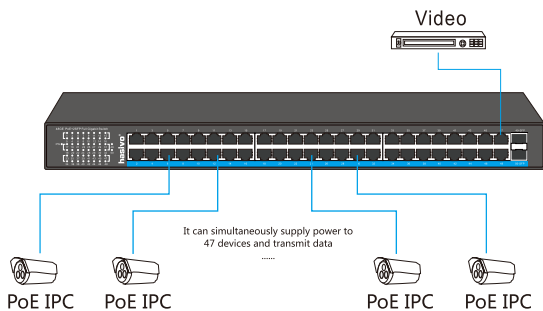 Video
hasivo
It can simultaneously supply power to
47 devices and transmit data
......
PoE IPC
PoE IPC
PoE IPC
PoE IPC